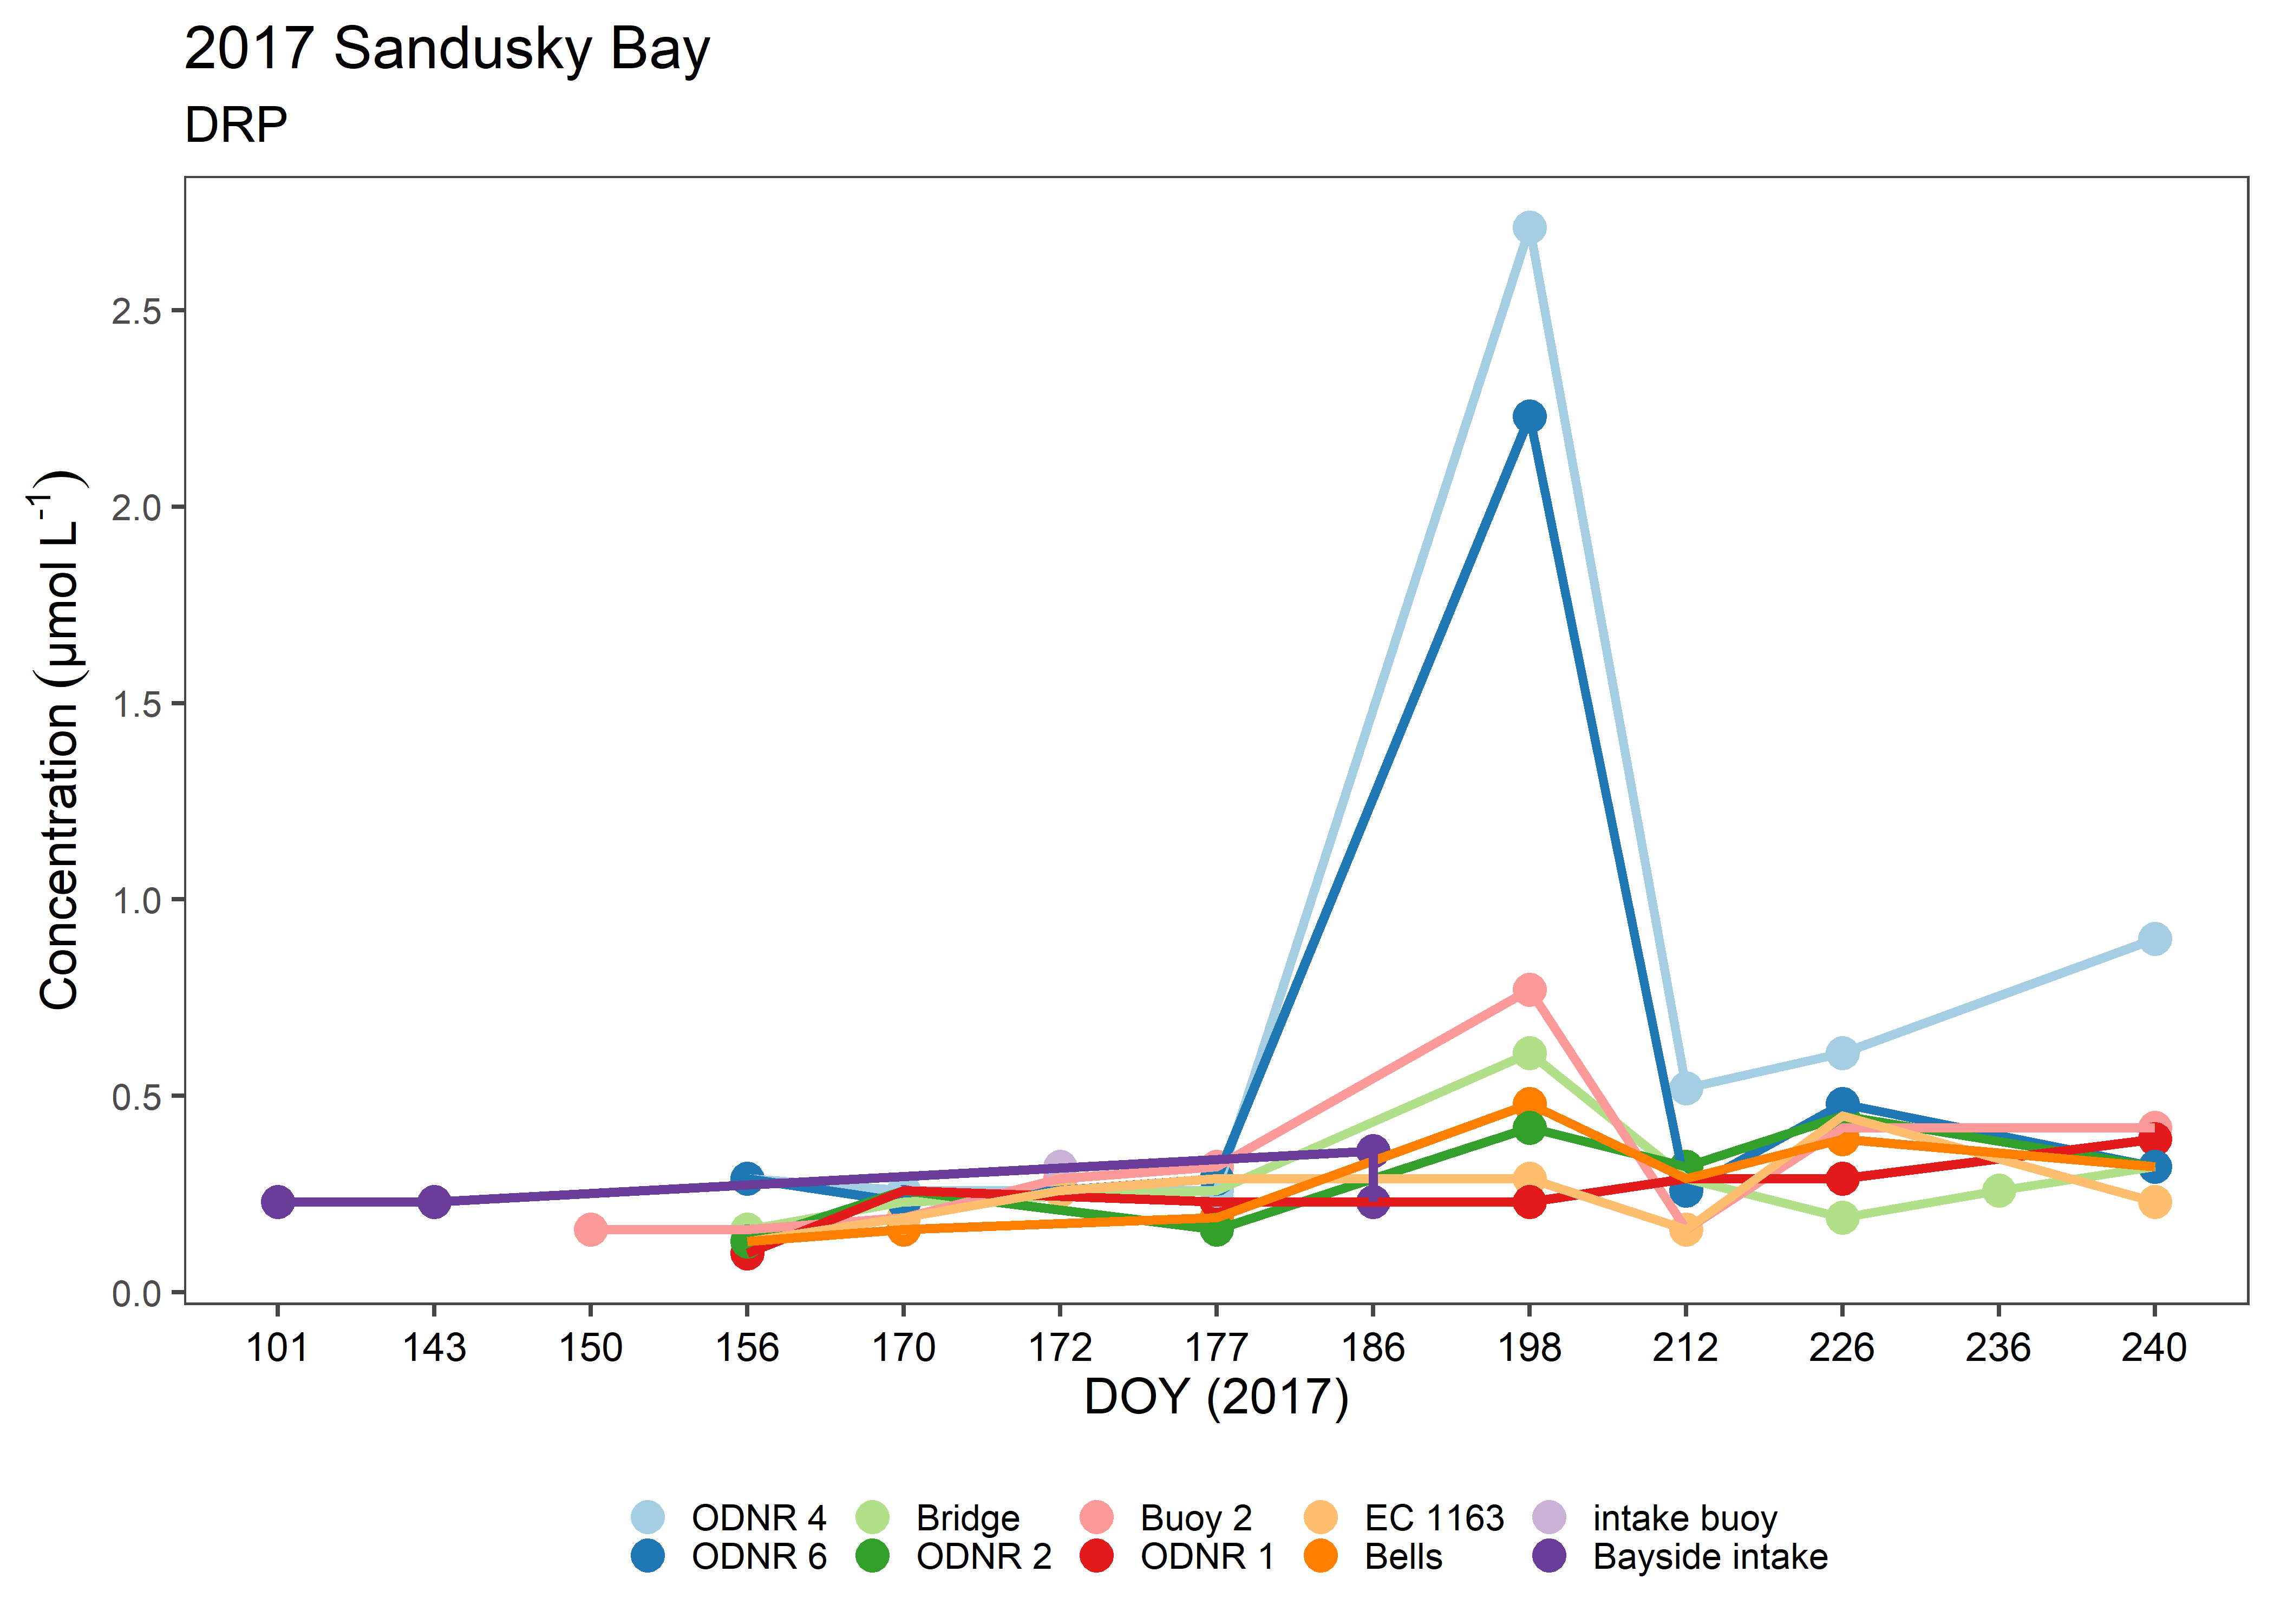 2017 Sandusky Bay
DRP
Concentration (µmol L⁻¹)
2.5
2.0
1.5
1.0
0.5
0.0
101 143 150 156 170 172 177 186 198 212 226 236 240
DOY (2017)
ODNR 4 Bridge Buoy 2 EC 1163 intake buoy
ODNR 6 ODNR 2 ODNR 1 Bells Bayside intake